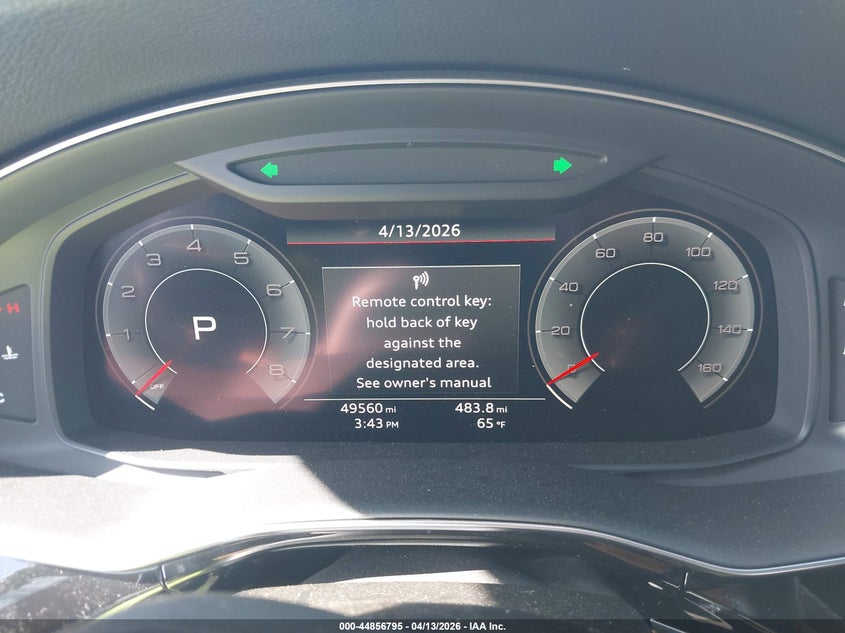 4/13/2026
Remote control key:
hold back of key
against the
designated area.
See owner's manual
49560 mi
483.8 mi
3:43 PM
65 °F
1
2
3
4
5
6
7
8
P
OFF
0
20
40
60
80
100
120
140
160
H
C
000-44856795 - 04/13/2026 - IAA Inc.